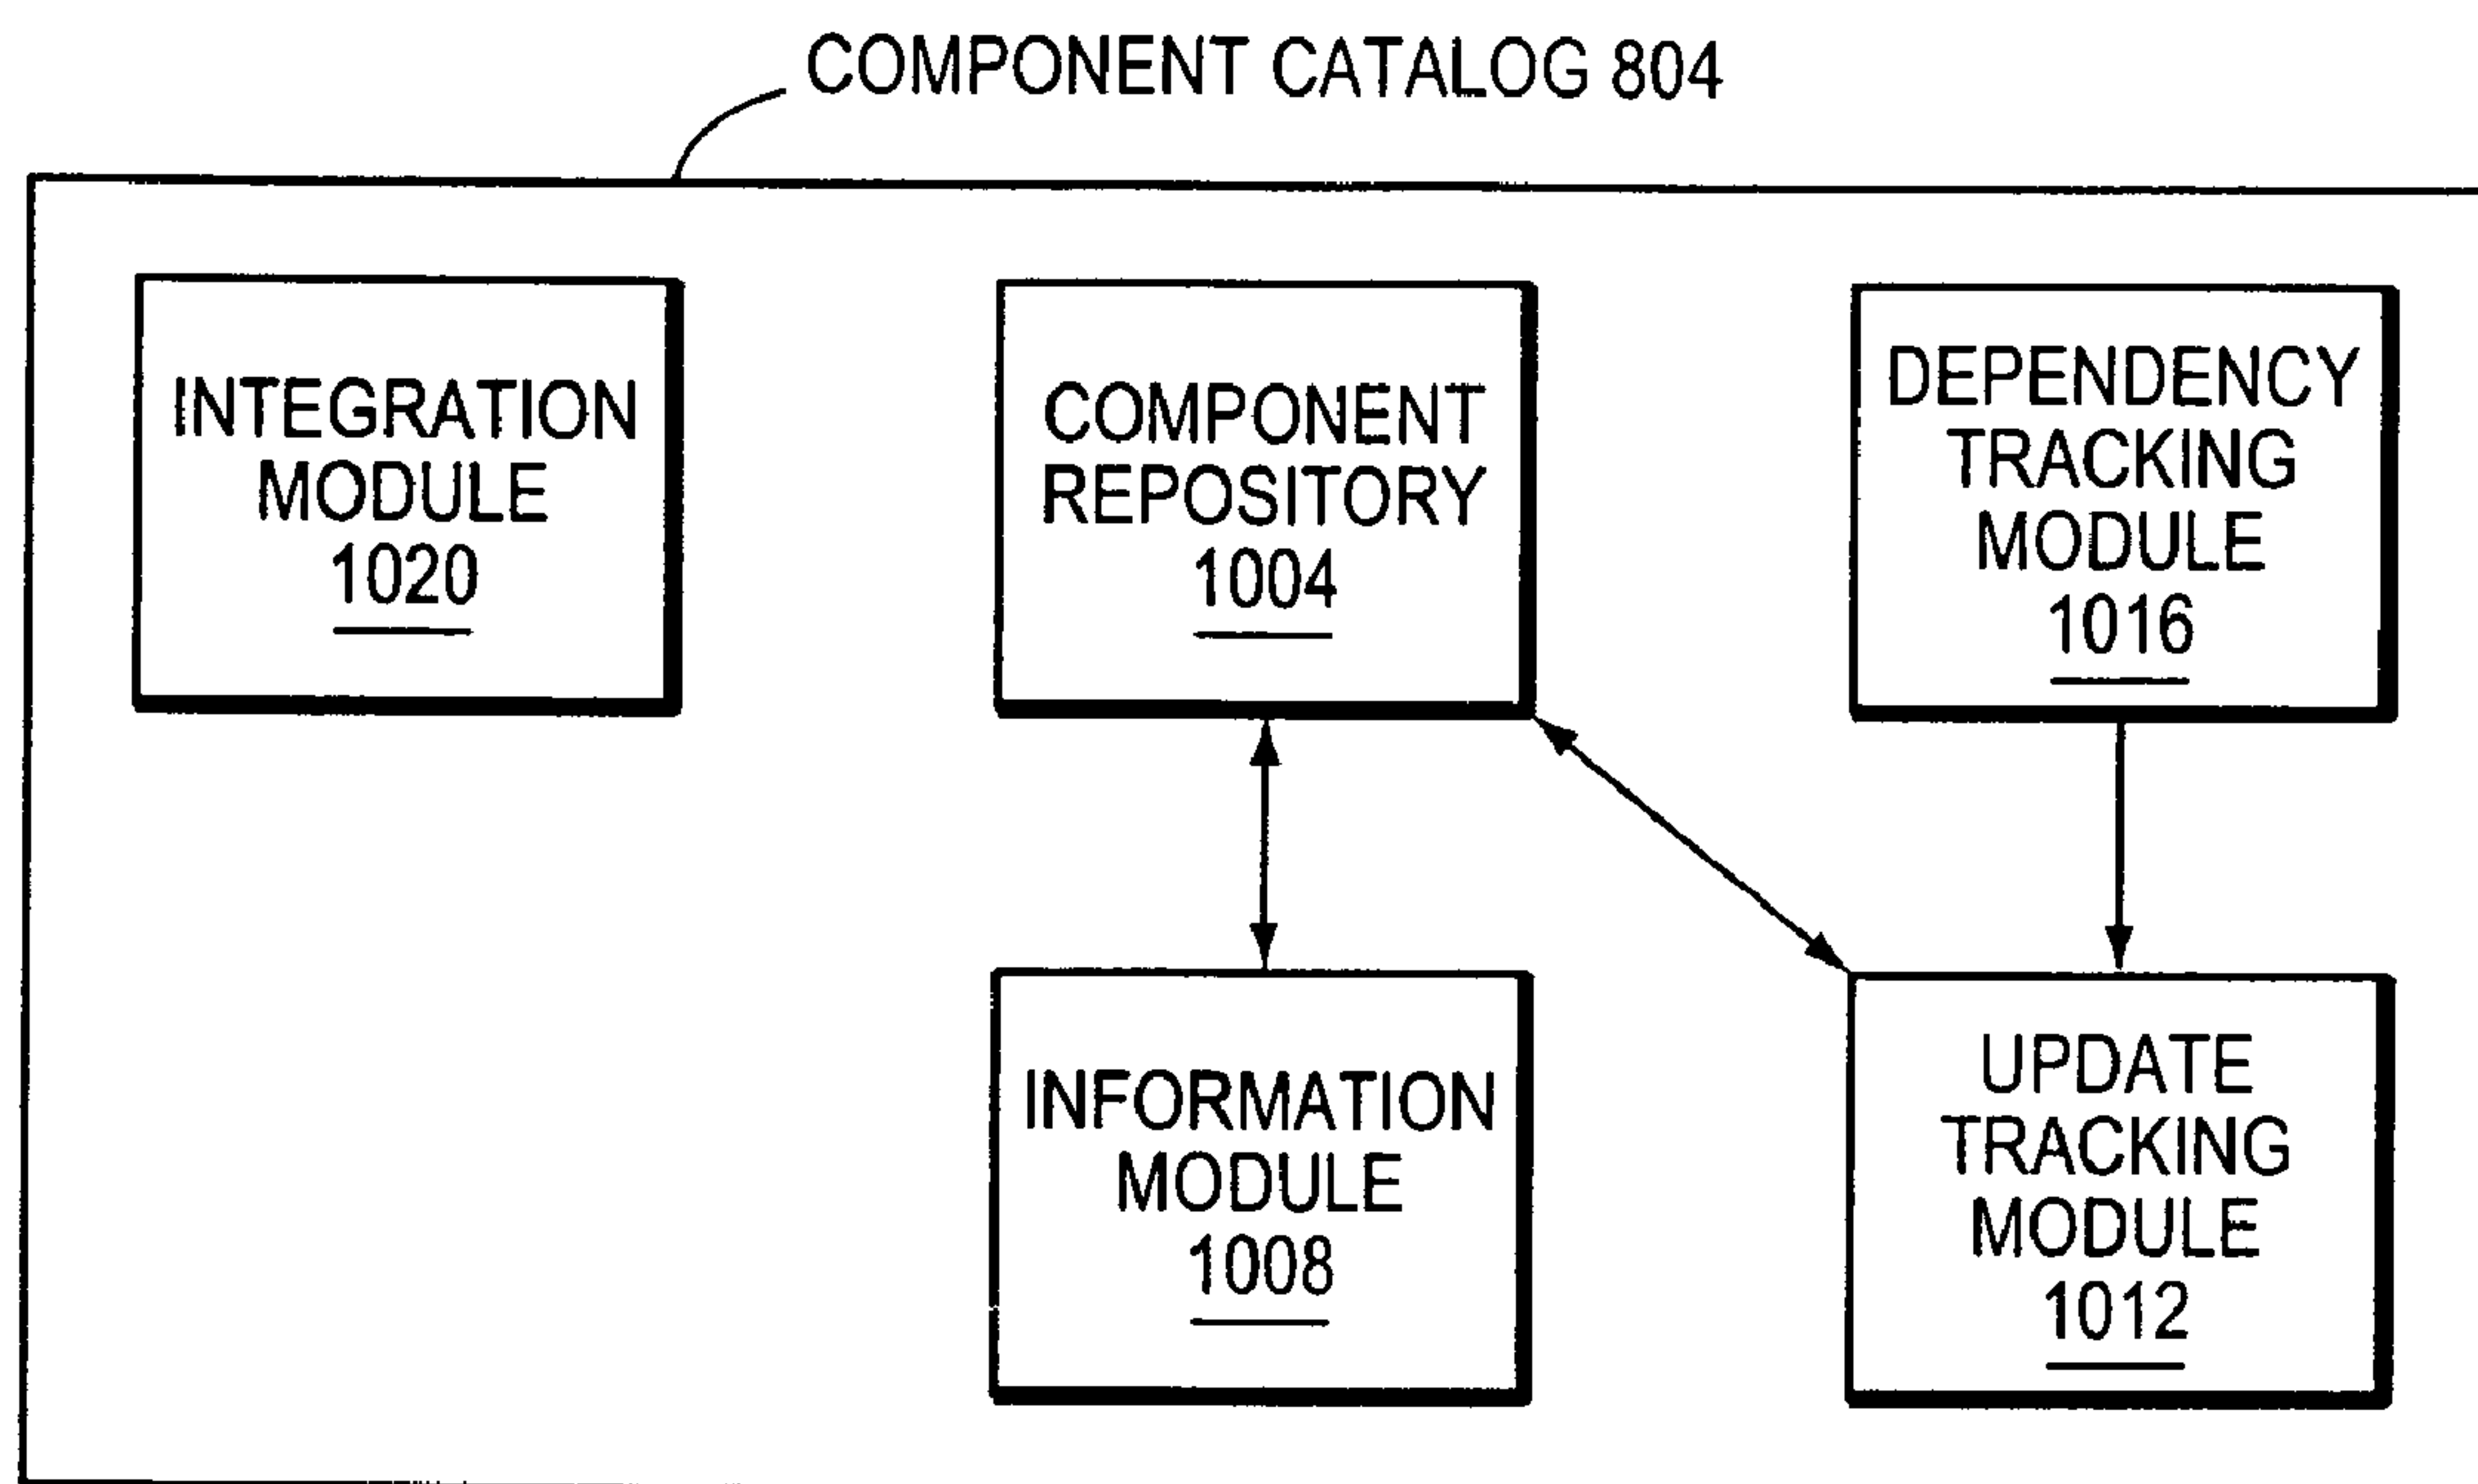 COMPONENT CATALOG 804
INTEGRATION
MODULE
1020
COMPONENT
REPOSITORY
1004
DEPENDENCY
TRACKING
MODULE
1016
INFORMATION
MODULE
1008
UPDATE
TRACKING
MODULE
1012